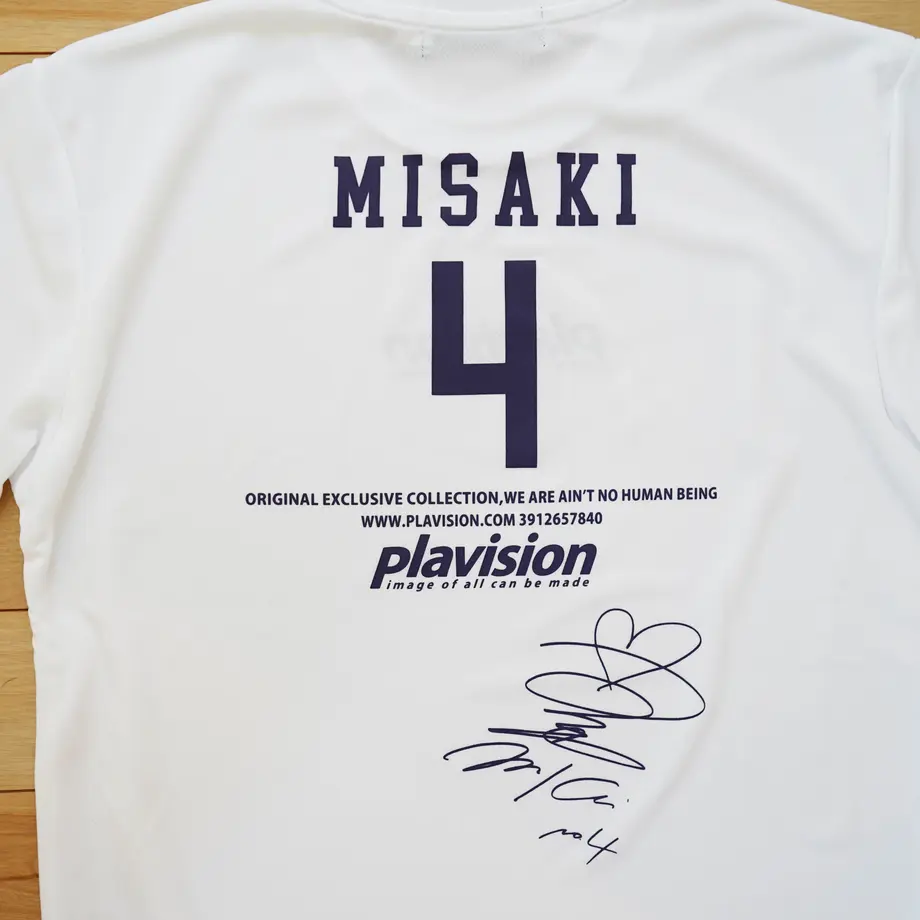 MISAKI
4
ORIGINAL EXCLUSIVE COLLECTION,WE ARE AIN'T NO HUMAN BEING
WWW.PLAVISION.COM 3912657840
plavision
image of all can be made
no4